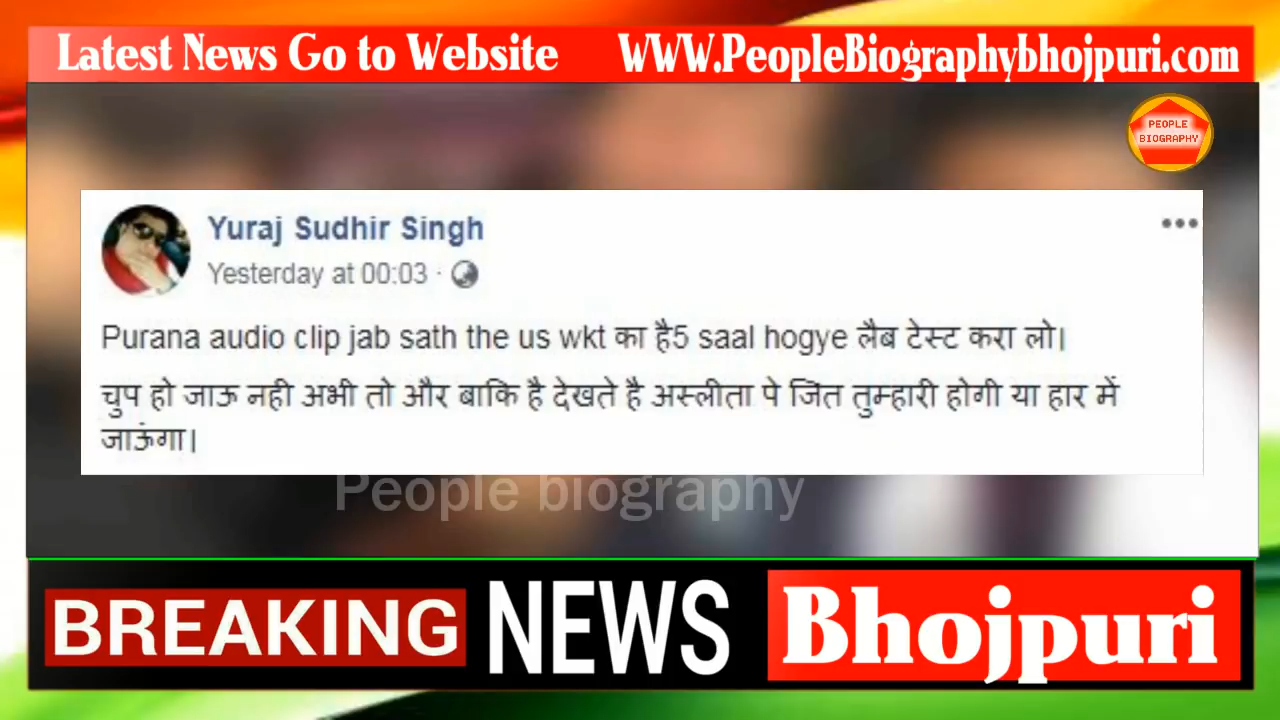 Latest News Go to Website WWW.PeopleBiographybhojpuri.com
PEOPLE
BIOGRAPHY
Yuraj Sudhir Singh
Yesterday at 00:03 ·
Purana audio clip jab sath the us wkt का है5 saal hogye लैब टेस्ट करा लो।
चुप हो जाऊ नही अभी तो और बाकि है देखते है अस्लीता पे जित तुम्हारी होगी या हार में
जाऊंगा।
People biography
BREAKING NEWS Bhojpuri